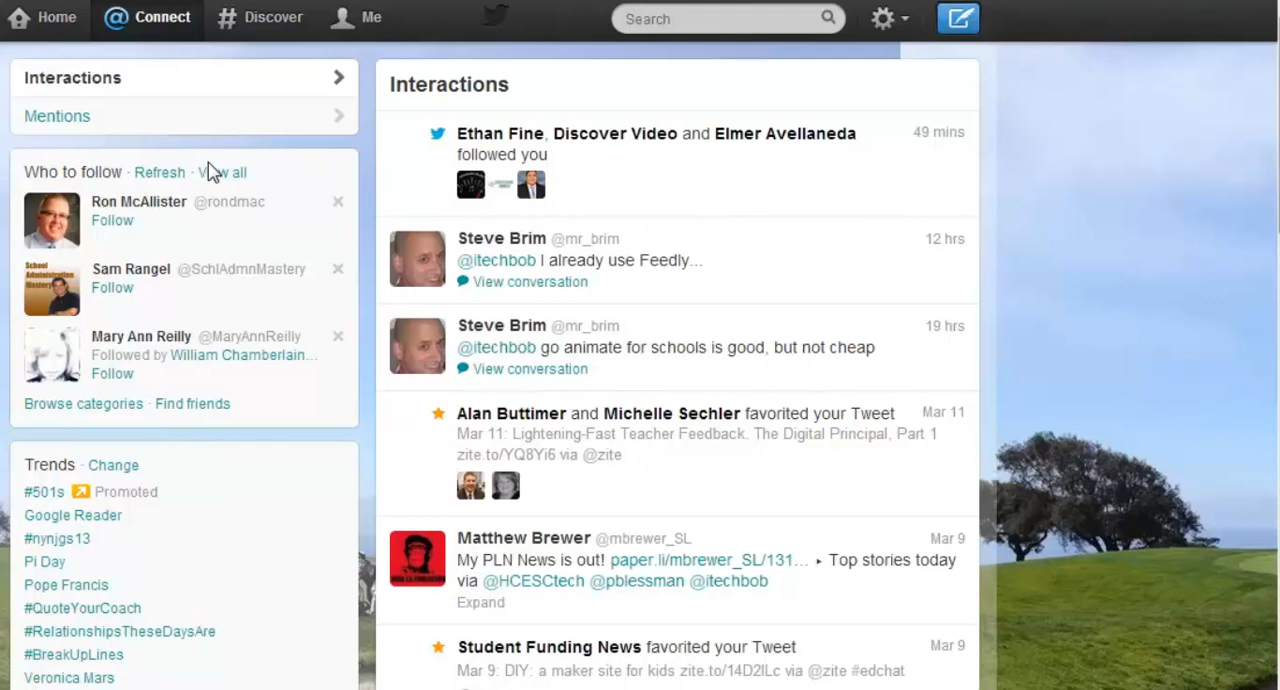 Home
Connect
Discover
Me
Search
Interactions
Mentions
Who to follow · Refresh · View all
Ron McAllister @rondmac
Follow
Sam Rangel @SchlAdmnMastery
Follow
Mary Ann Reilly @MaryAnnReilly
Followed by William Chamberlain...
Follow
Browse categories · Find friends
Trends · Change
#501s Promoted
Google Reader
#nynjgs13
Pi Day
Pope Francis
#QuoteYourCoach
#RelationshipsTheseDaysAre
#BreakUpLines
Veronica Mars
Interactions
Ethan Fine, Discover Video and Elmer Avellaneda 49 mins
followed you
Steve Brim @mr_brim 12 hrs
@itechbob I already use Feedly...
View conversation
Steve Brim @mr_brim 19 hrs
@itechbob go animate for schools is good, but not cheap
View conversation
Alan Buttimer and Michelle Sechler favorited your Tweet Mar 11
Mar 11: Lightening-Fast Teacher Feedback. The Digital Principal, Part 1
zite.to/YQ8Yi6 via @zite
Matthew Brewer @mbrewer_SL Mar 9
My PLN News is out! paper.li/mbrewer_SL/131... ▸ Top stories today
via @HCESCtech @pblessman @itechbob
Expand
Student Funding News favorited your Tweet Mar 9
Mar 9: DIY: a maker site for kids zite.to/14D2lLc via @zite #edchat